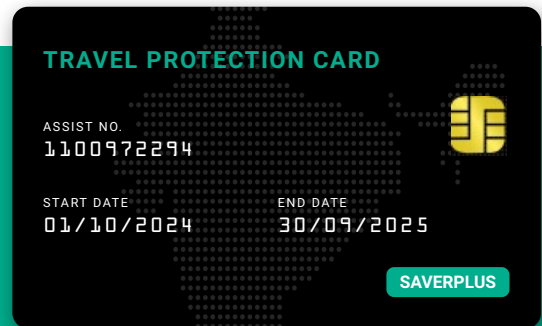 TRAVEL PROTECTION CARD
ASSIST NO.
1100972294
START DATE
01/10/2024
END DATE
30/09/2025
SAVERPLUS